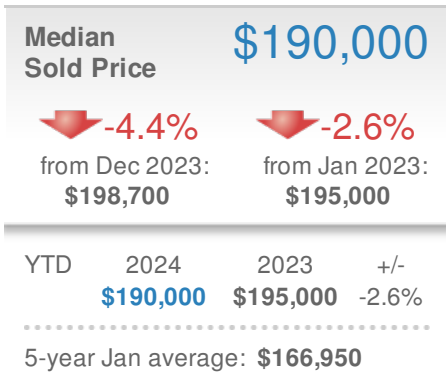 Median
Sold Price
$190,000
-4.4%
from Dec 2023:
$198,700
-2.6%
from Jan 2023:
$195,000
YTD 2024 2023 +/-
$190,000 $195,000 -2.6%
5-year Jan average: $166,950